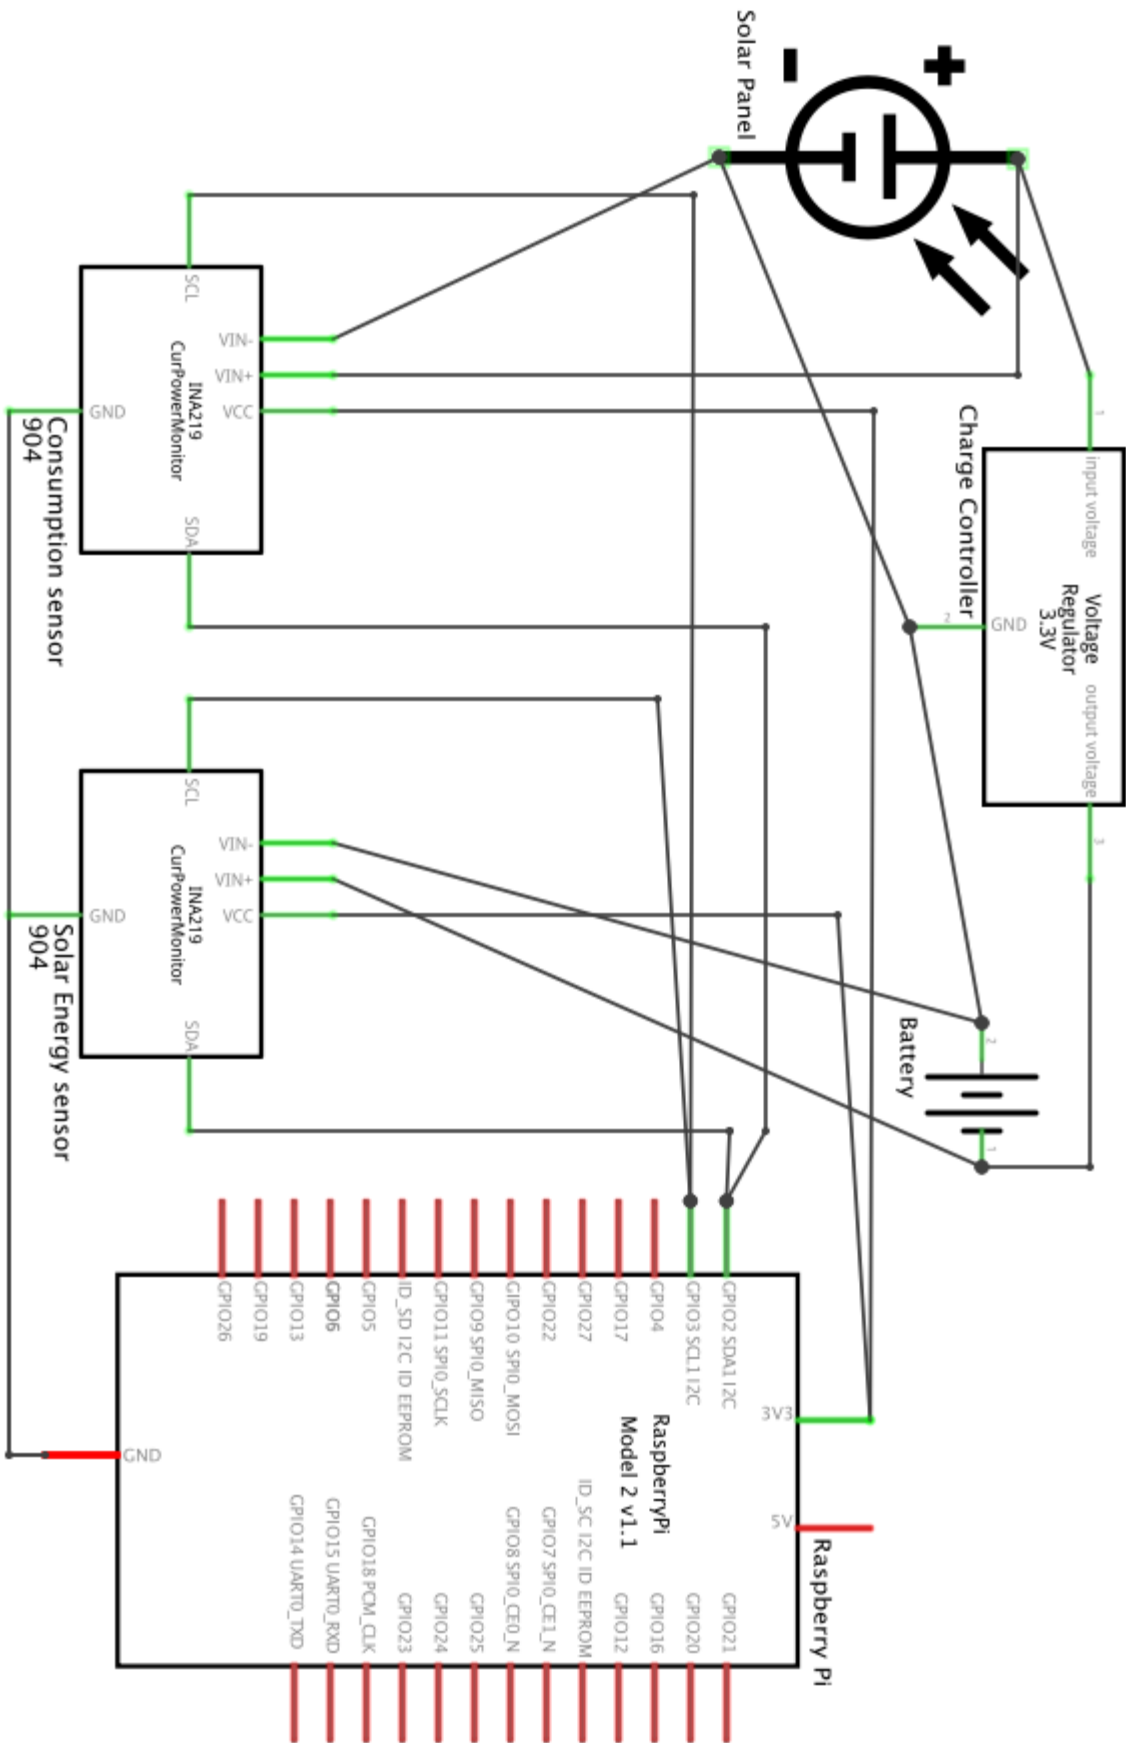 Solar Panel
-
+
SCL
VIN-
VIN+
VCC
GND
SDA
INA219
CurPowerMonitor
Consumption sensor
904
Charge Controller
1
input voltage
Voltage
Regulator
3.3V
2
GND
output voltage
3
SCL
VIN-
VIN+
VCC
GND
SDA
INA219
CurPowerMonitor
Solar Energy sensor
904
Battery
2
1
GPIO26
GPIO19
GPIO13
GPIO6
GPIO5
ID_SD I2C ID EEPROM
GPIO11 SPI0_SCLK
GPIO9 SPI0_MISO
GIPO10 SPI0_MOSI
GPIO22
GPIO27
GPIO17
GPIO4
GPIO3 SCL1 I2C
GPIO2 SDA1 I2C
3V3
GND
RaspberryPi
Model 2 v1.1
5V
Raspberry Pi
GPIO14 UART0_TXD
GPIO15 UART0_RXD
GPIO18 PCM_CLK
GPIO23
GPIO24
GPIO25
GPIO8 SPI0_CE0_N
GPIO7 SPI0_CE1_N
ID_SC I2C ID EEPROM
GPIO12
GPIO16
GPIO20
GPIO21